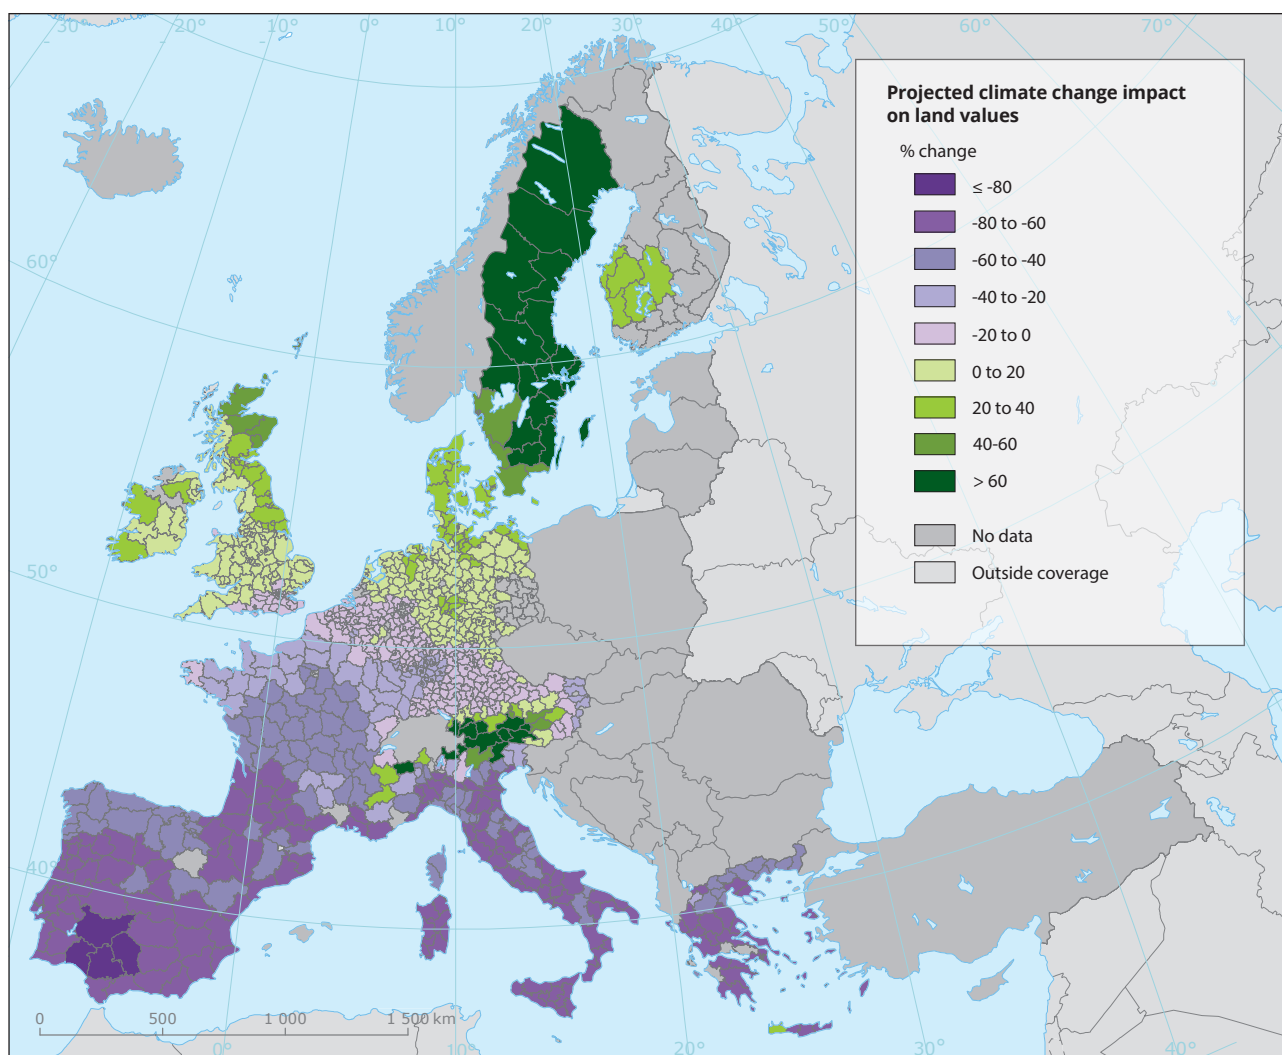 -30°
-20°
-10°
0°
10°
20°
30°
40°
50°
60°
70°
Projected climate change impact
on land values
% change
≤ -80
-80 to -60
-60 to -40
-40 to -20
-20 to 0
0 to 20
20 to 40
40-60
> 60
No data
Outside coverage
60°
50°
40°
0
500
1 000
1 500 km
0°
10°
20°
30°
40°